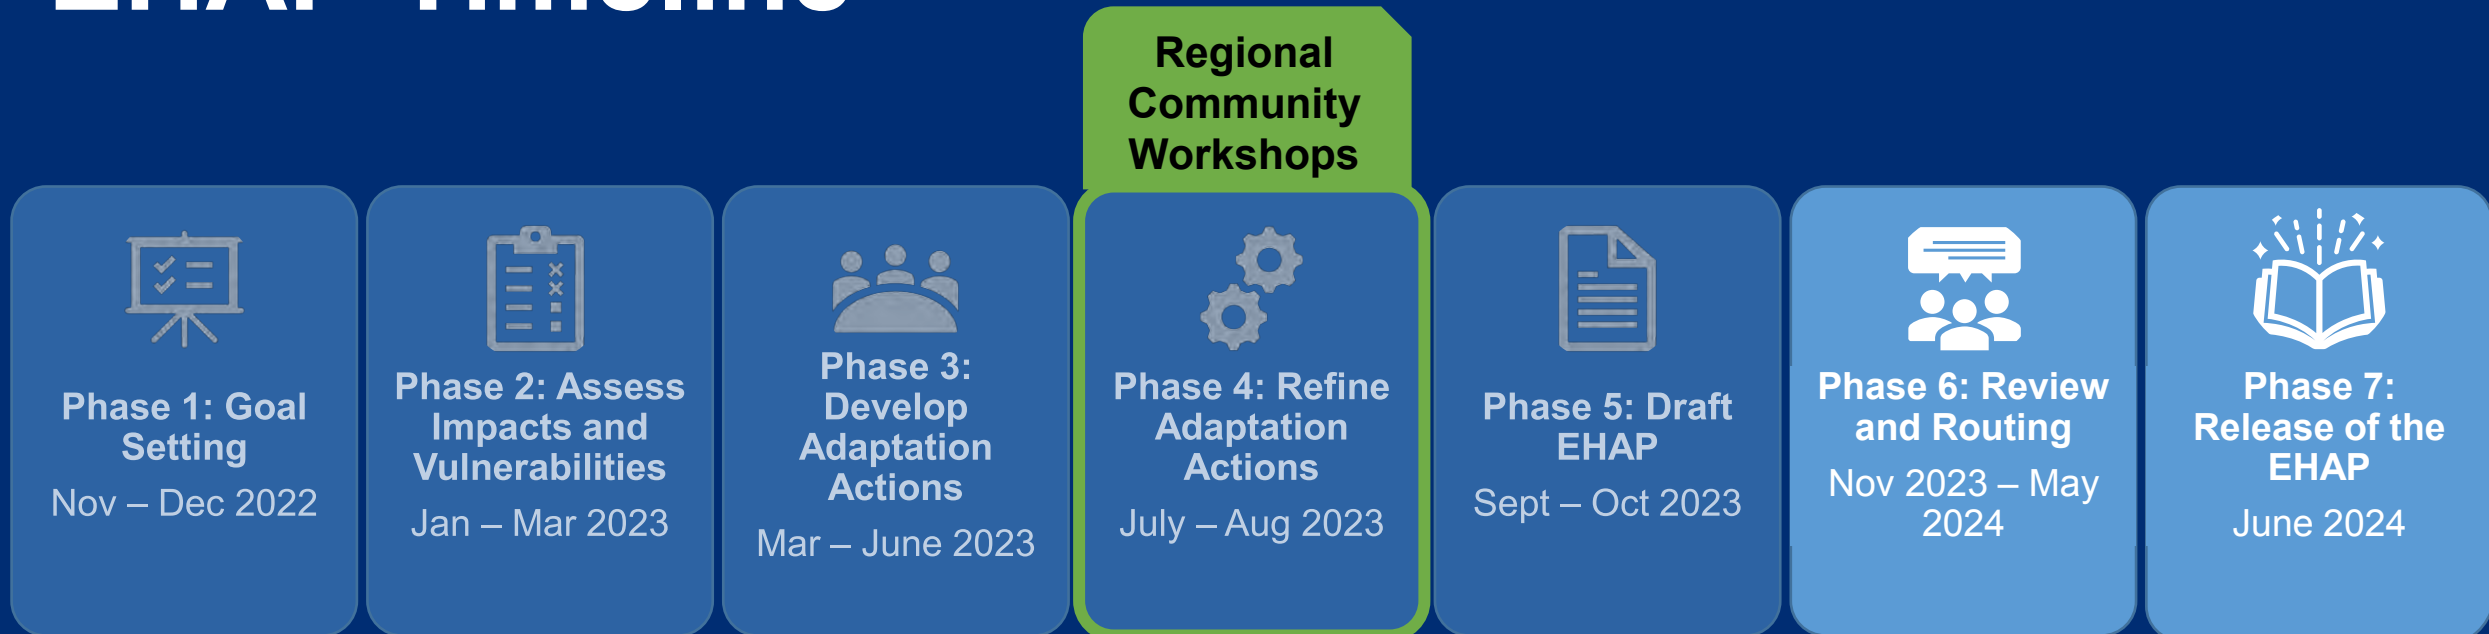 EHAP Timeline
Regional
Community
Workshops
Phase 1: Goal
Setting
Nov – Dec 2022
Phase 2: Assess
Impacts and
Vulnerabilities
Jan – Mar 2023
Phase 3:
Develop
Adaptation
Actions
Mar – June 2023
Phase 4: Refine
Adaptation
Actions
July – Aug 2023
Phase 5: Draft
EHAP
Sept – Oct 2023
Phase 6: Review
and Routing
Nov 2023 – May
2024
Phase 7:
Release of the
EHAP
June 2024